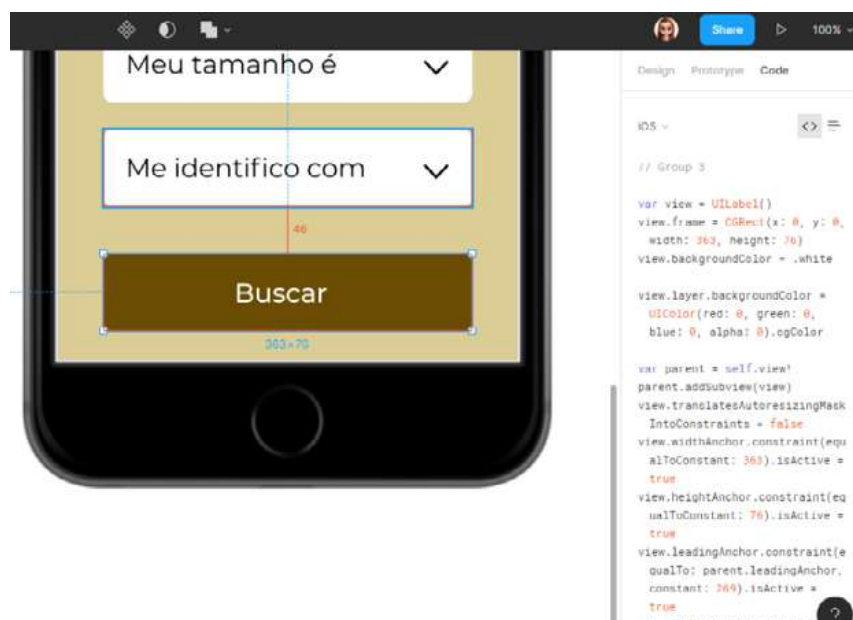 Share
100%
Meu tamanho é
Me identifico com
46
Buscar
363×76
Design Prototype Code
iOS
<>
// Group 3
var view = UILabel()
view.frame = CGRect(x: 0, y: 0,
width: 363, height: 76)
view.backgroundColor = .white
view.layer.backgroundColor =
UIColor(red: 0, green: 0,
blue: 0, alpha: 0).cgColor
var parent = self.view!
parent.addSubview(view)
view.translatesAutoresizingMask
IntoConstraints = false
view.widthAnchor.constraint(equ
alToConstant: 363).isActive =
true
view.heightAnchor.constraint(eq
ualToConstant: 76).isActive =
true
view.leadingAnchor.constraint(e
qualTo: parent.leadingAnchor,
constant: 269).isActive =
true
?